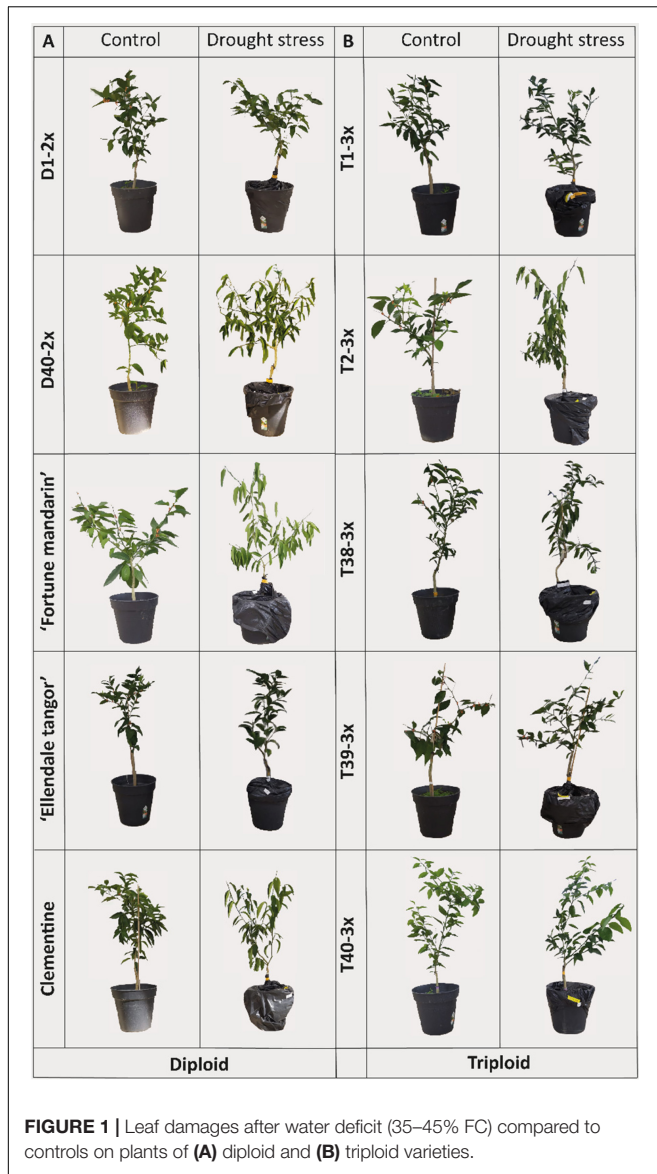 A Control Drought stress B Control Drought stress
D1-2x T1-3x
D40-2x T2-3x
'Fortune mandarin' T38-3x
'Ellendale tangor' T39-3x
Clementine T40-3x
Diploid Triploid
FIGURE 1 | Leaf damages after water deficit (35–45% FC) compared to
controls on plants of (A) diploid and (B) triploid varieties.